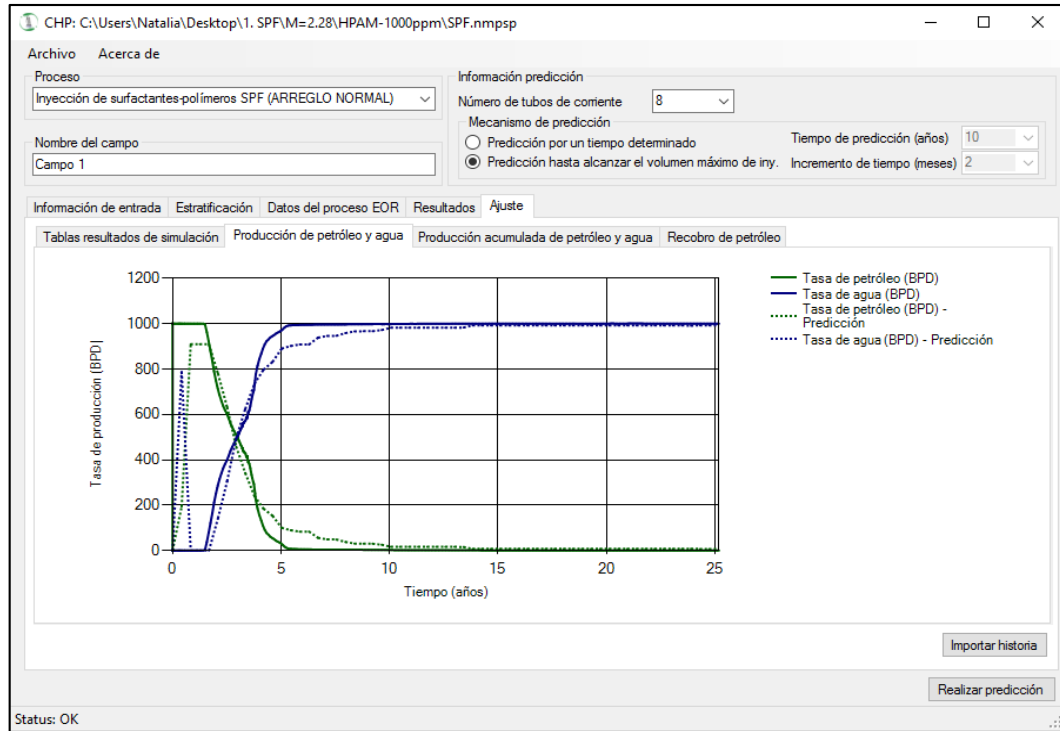 CHP: C:\Users\Natalia\Desktop\1. SPF\M=2.28\HPAM-1000ppm\SPF.nmpsp
Archivo Acerca de
Proceso
Inyección de surfactantes-polímeros SPF (ARREGLO NORMAL)
Nombre del campo
Campo 1
Información predicción
Número de tubos de corriente 8
Mecanismo de predicción
Predicción por un tiempo determinado
Predicción hasta alcanzar el volumen máximo de iny.
Tiempo de predicción (años) 10
Incremento de tiempo (meses) 2
Información de entrada Estratificación Datos del proceso EOR Resultados Ajuste
Tablas resultados de simulación Producción de petróleo y agua Producción acumulada de petróleo y agua Recobro de petróleo
Tasa de producción [BPD]
1200
1000
800
600
400
200
0
0 5 10 15 20 25
Tiempo (años)
Tasa de petróleo (BPD)
Tasa de agua (BPD)
Tasa de petróleo (BPD) -
Predicción
Tasa de agua (BPD) - Predicción
Importar historia
Realizar predicción
Status: OK